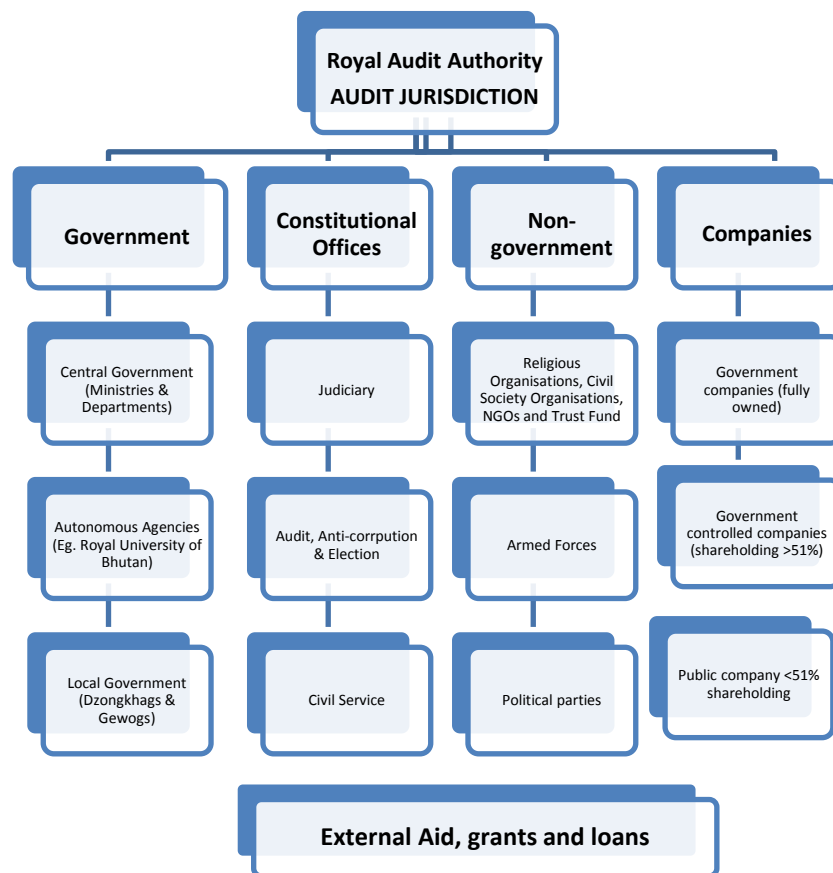 Royal Audit Authority
AUDIT JURISDICTION
Government
Constitutional
Offices
Non-
government
Companies
Central Government
(Ministries &
Departments)
Judiciary
Religious
Organisations, Civil
Society Organisations,
NGOs and Trust Fund
Government
companies (fully
owned)
Autonomous Agencies
(Eg. Royal University of
Bhutan)
Audit, Anti-corrpution
& Election
Armed Forces
Government
controlled companies
(shareholding >51%)
Local Government
(Dzongkhags &
Gewogs)
Civil Service
Political parties
Public company <51%
shareholding
External Aid, grants and loans